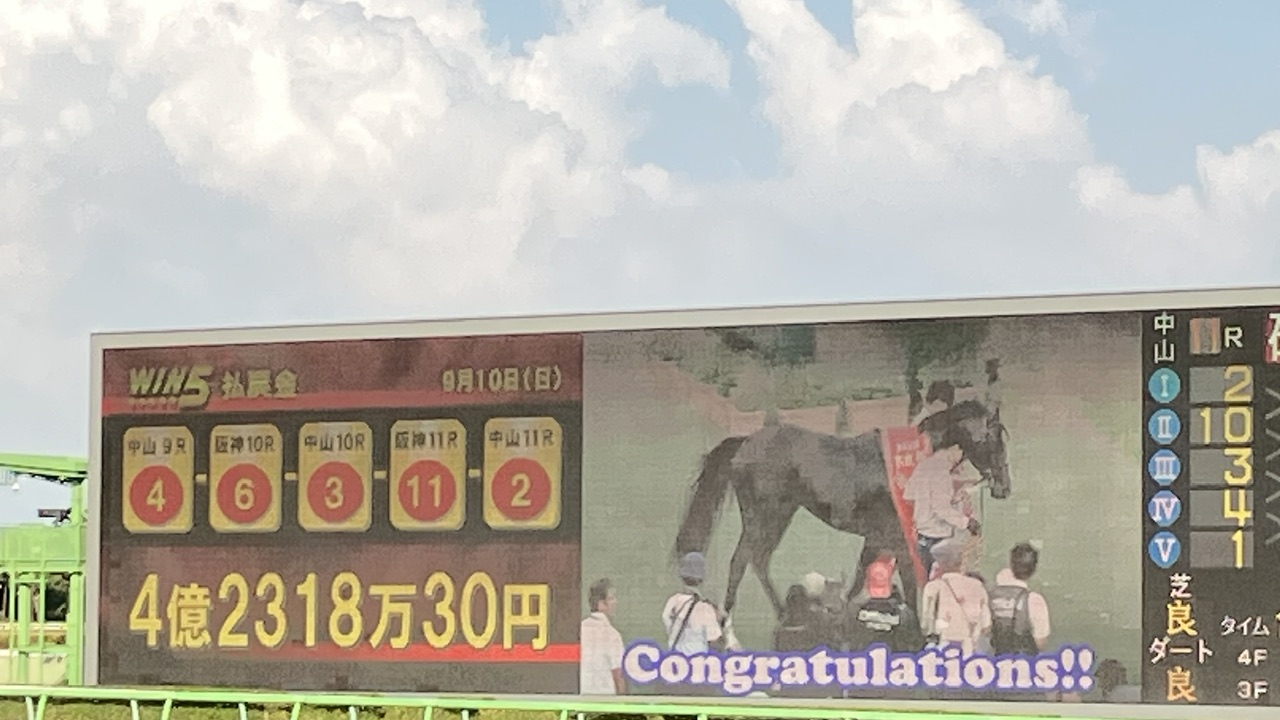 WIN5 払戻金 9月10日(日)
中山 9R 阪神10R 中山10R 阪神11R 中山11R
4 - 6 - 3 - 11 - 2
4億2318万30円
Congratulations!!
中山
R
I 2
II 10
III 3
IV 4
V 1
芝
良 タイム
ダート 4F
良 3F